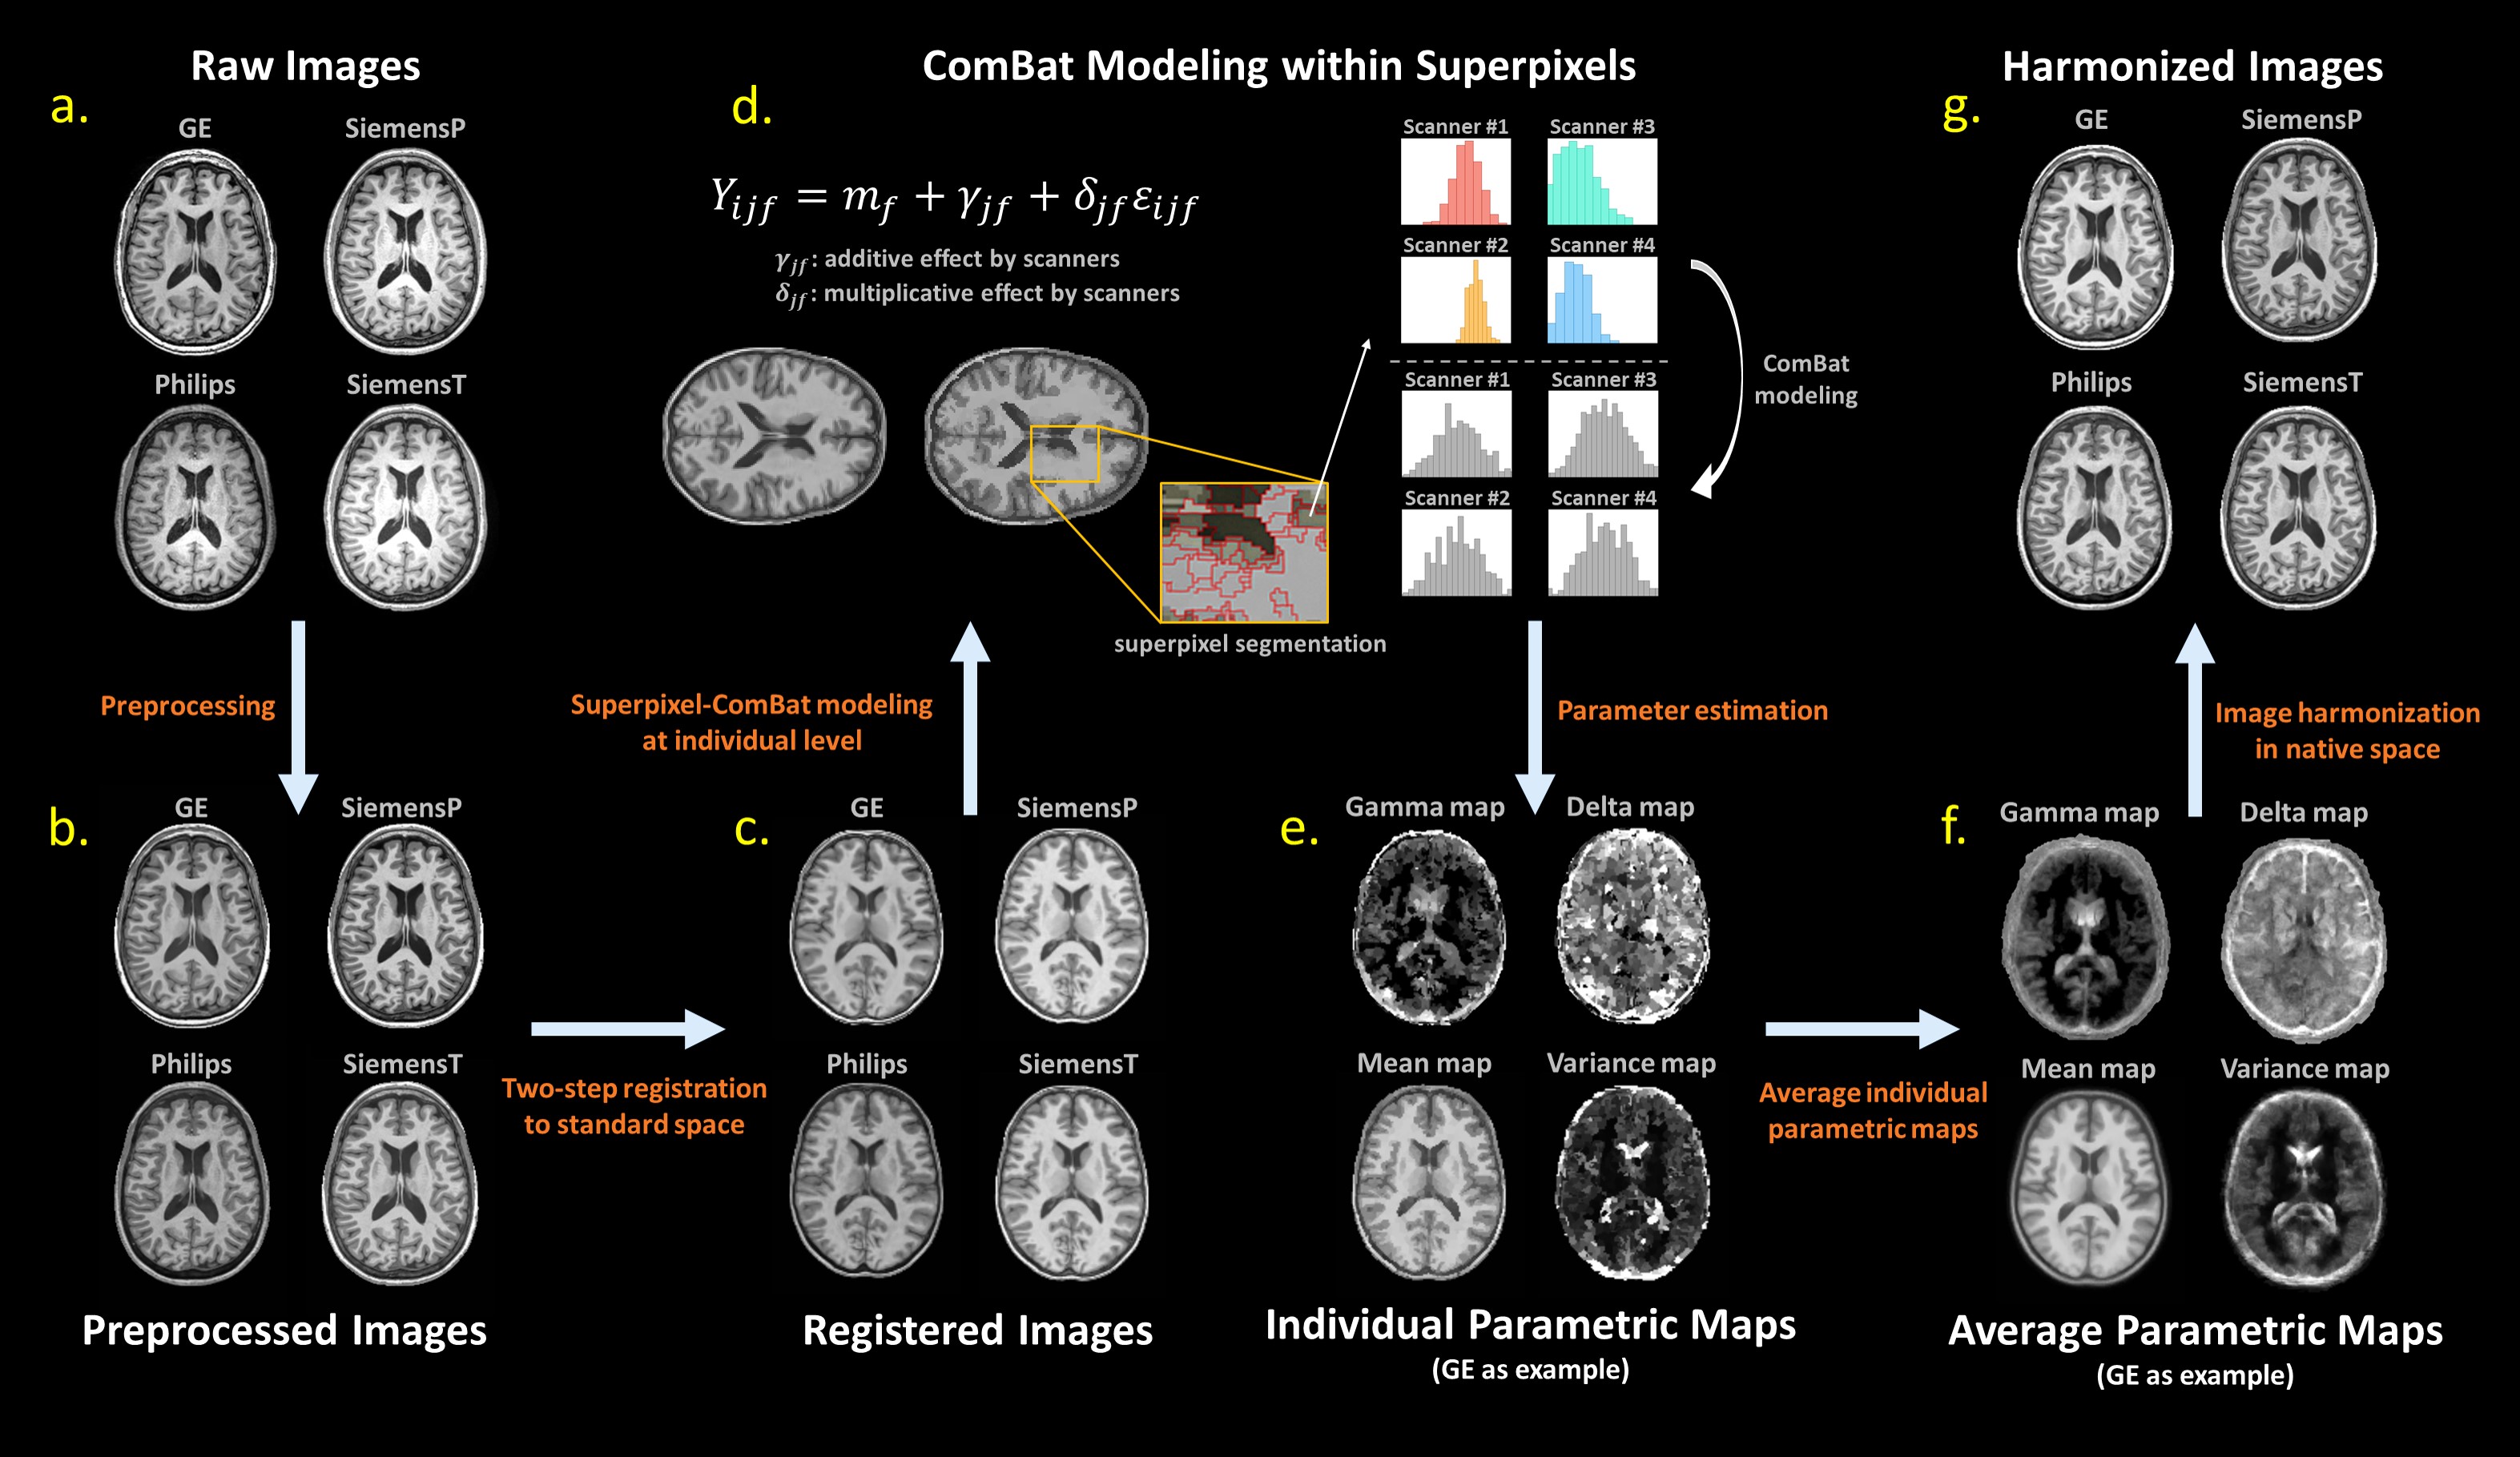 Raw Images
a.
GE
SiemensP
Philips
SiemensT
Preprocessing
b.
GE
SiemensP
Philips
SiemensT
Preprocessed Images
Two-step registration
to standard space
c.
GE
SiemensP
Philips
SiemensT
Registered Images
Superpixel-ComBat modeling
at individual level
ComBat Modeling within Superpixels
d.
Y_{ijf} = m_f + γ_{jf} + δ_{jf}ε_{ijf}
γ_{jf}: additive effect by scanners
δ_{jf}: multiplicative effect by scanners
superpixel segmentation
Scanner #1
Scanner #3
Scanner #2
Scanner #4
Scanner #1
Scanner #3
Scanner #2
Scanner #4
ComBat
modeling
Parameter estimation
e.
Gamma map
Delta map
Mean map
Variance map
Individual Parametric Maps
(GE as example)
Average individual
parametric maps
f.
Gamma map
Delta map
Mean map
Variance map
Average Parametric Maps
(GE as example)
Image harmonization
in native space
Harmonized Images
g.
GE
SiemensP
Philips
SiemensT